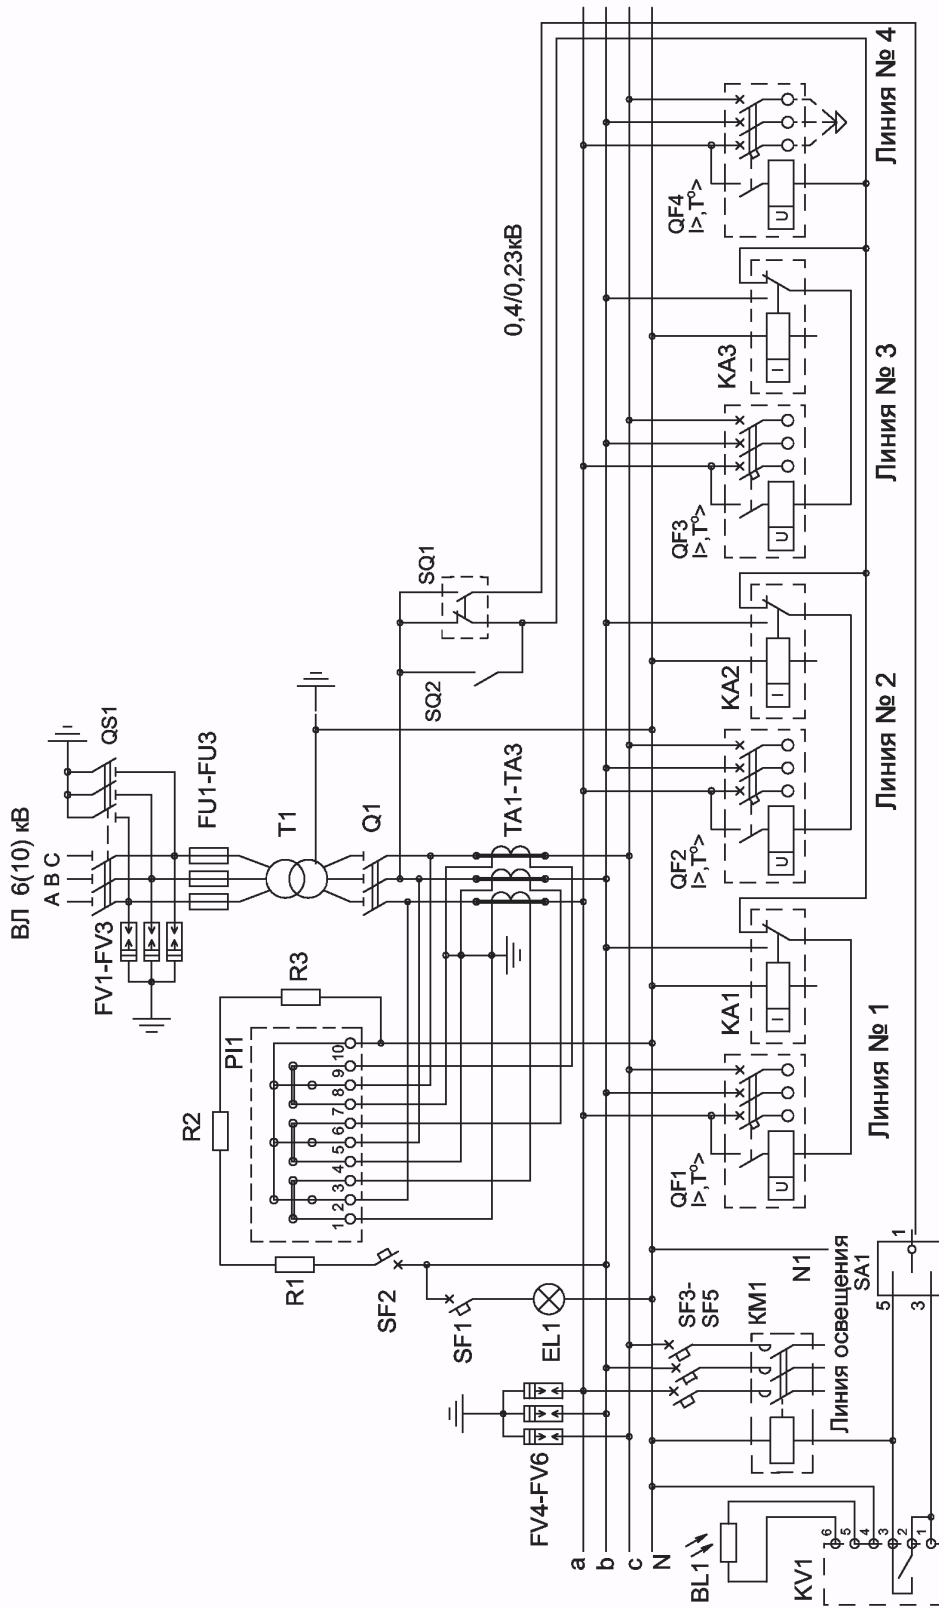 ВЛ 6(10) кВ
A B C
QS1
FV1-FV3
FU1-FU3
T1
Q1
SQ1
SQ2
TA1-TA3
R3
R2
R1
PI1
1
2
3
4
5
6
7
8
9
10
SF2
SF1
EL1
FV4-FV6
0,4/0,23кВ
a
b
c
N
QF4
I>,T°>
U
Линия № 4
KA3
I
QF3
I>,T°>
U
Линия № 3
KA2
I
QF2
I>,T°>
U
Линия № 2
KA1
I
QF1
I>,T°>
U
Линия № 1
N1
SF3-
SF5
KM1
Линия освещения
SA1
1
5
3
BL1
KV1
6
5
4
3
2
1